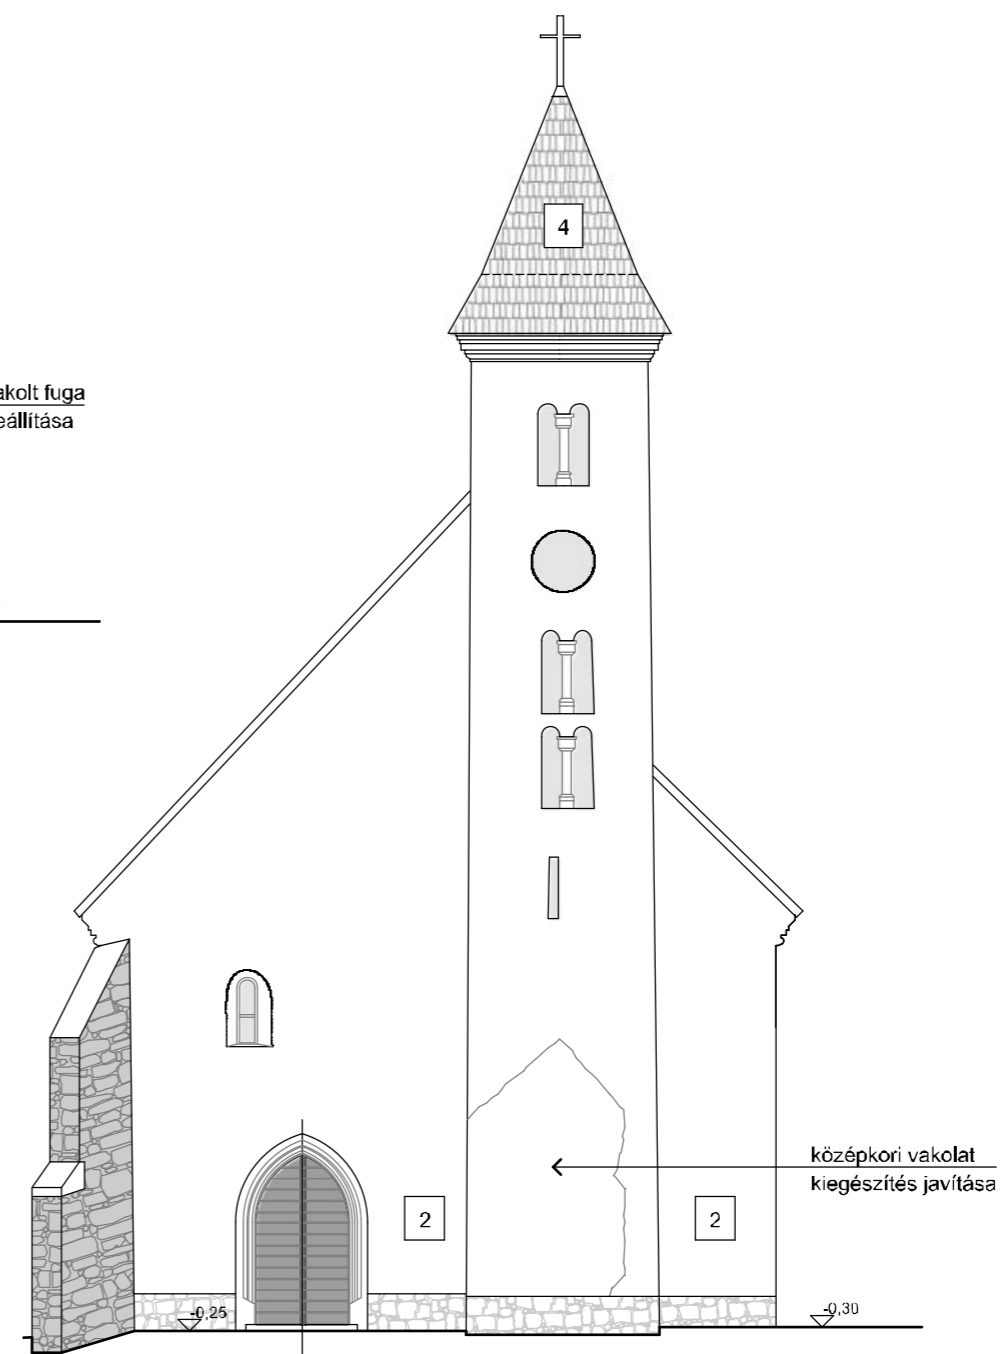 4
akolt fuga
eállítása
középkori vakolat
kiegészítés javítása
2
2
-0,25
-0,30